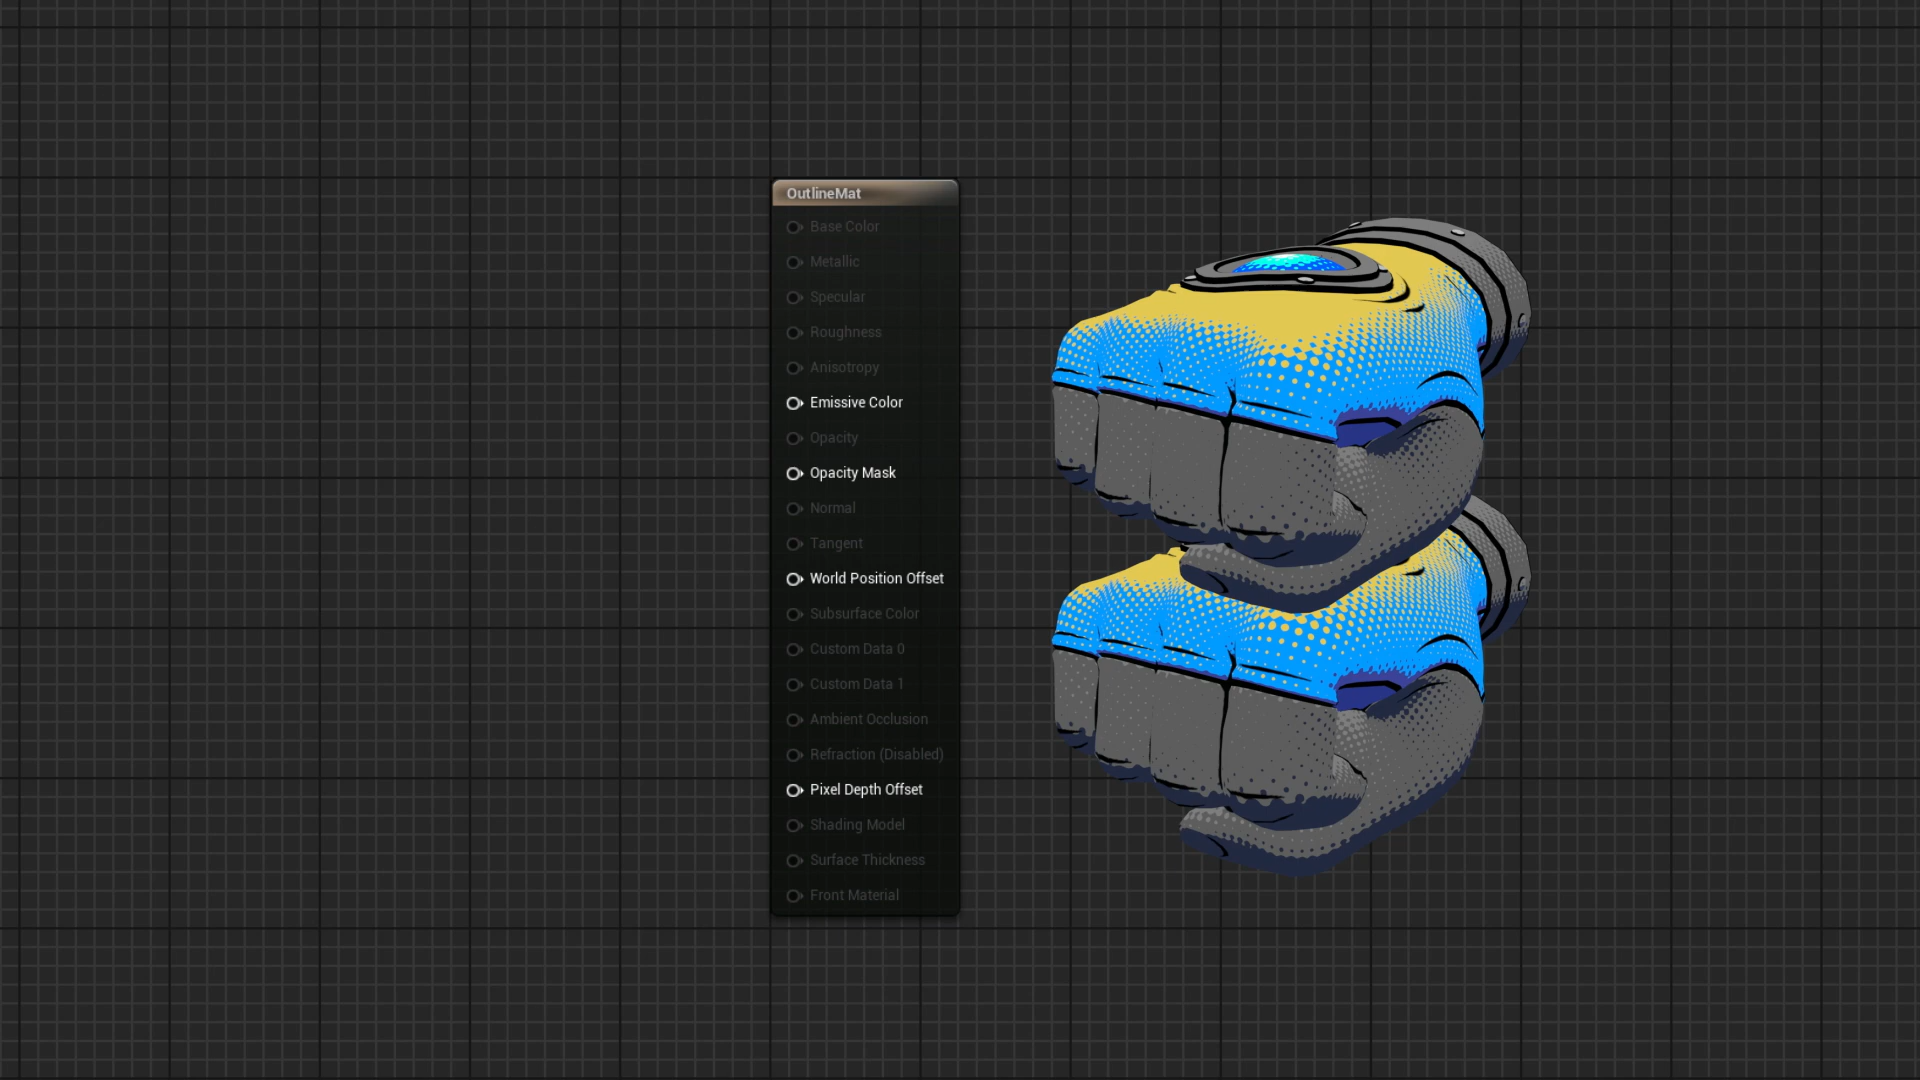 OutlineMat
Base Color
Metallic
Specular
Roughness
Anisotropy
Emissive Color
Opacity
Opacity Mask
Normal
Tangent
World Position Offset
Subsurface Color
Custom Data 0
Custom Data 1
Ambient Occlusion
Refraction (Disabled)
Pixel Depth Offset
Shading Model
Surface Thickness
Front Material